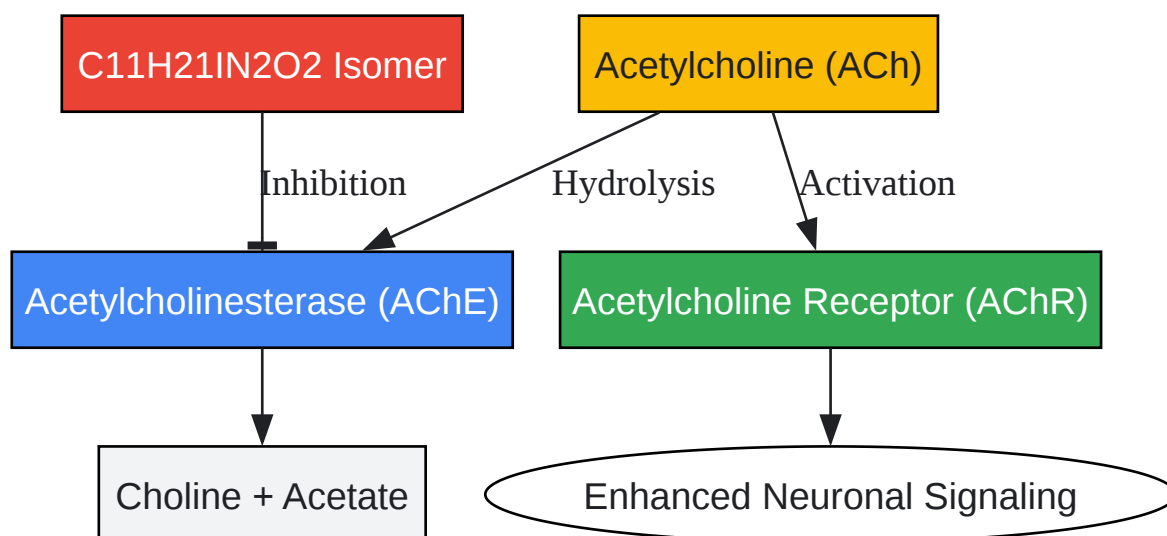 C11H21IN2O2 Isomer
Acetylcholine (ACh)
Inhibition
Hydrolysis
Activation
Acetylcholinesterase (AChE)
Acetylcholine Receptor (AChR)
Choline + Acetate
Enhanced Neuronal Signaling